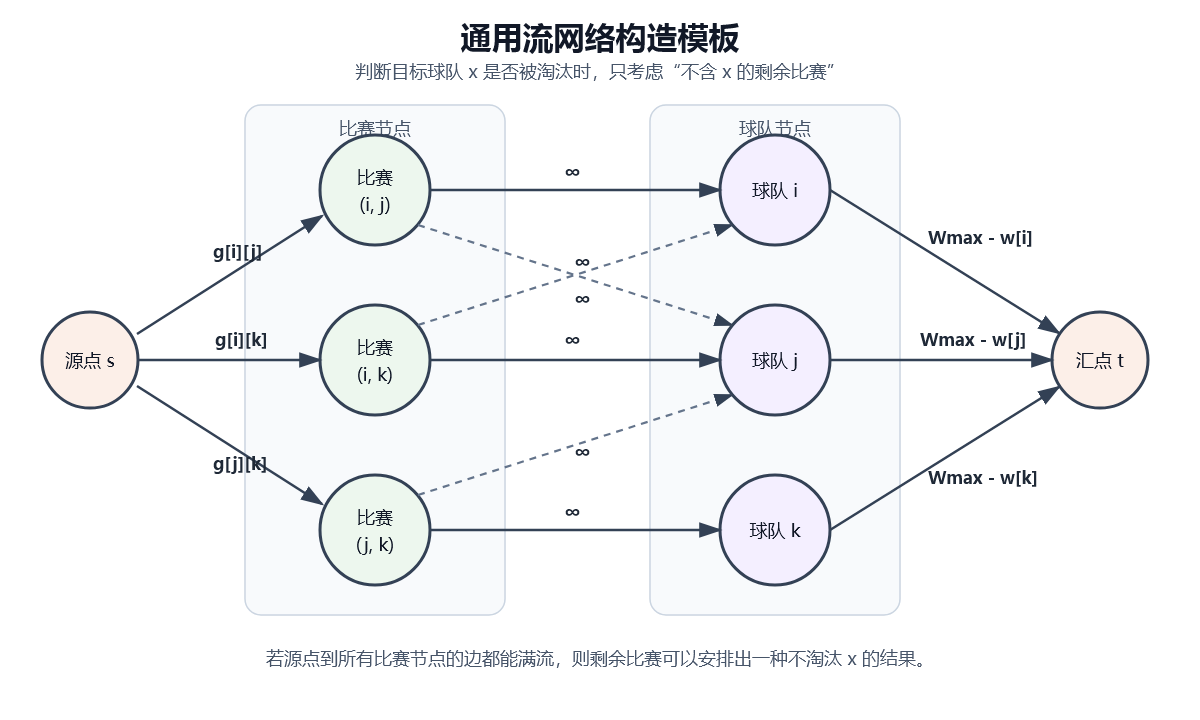 通用流网络构造模板
判断目标球队 x 是否被淘汰时，只考虑“不含 x 的剩余比赛”
比赛节点
球队节点
比赛
(i, j)
∞
球队 i
g[i][j]
∞
∞
Wmax - w[i]
源点 s
g[i][k]
比赛
(i, k)
∞
球队 j
Wmax - w[j]
汇点 t
g[j][k]
∞
Wmax - w[k]
比赛
(j, k)
∞
球队 k
若源点到所有比赛节点的边都能满流，则剩余比赛可以安排出一种不淘汰 x 的结果。